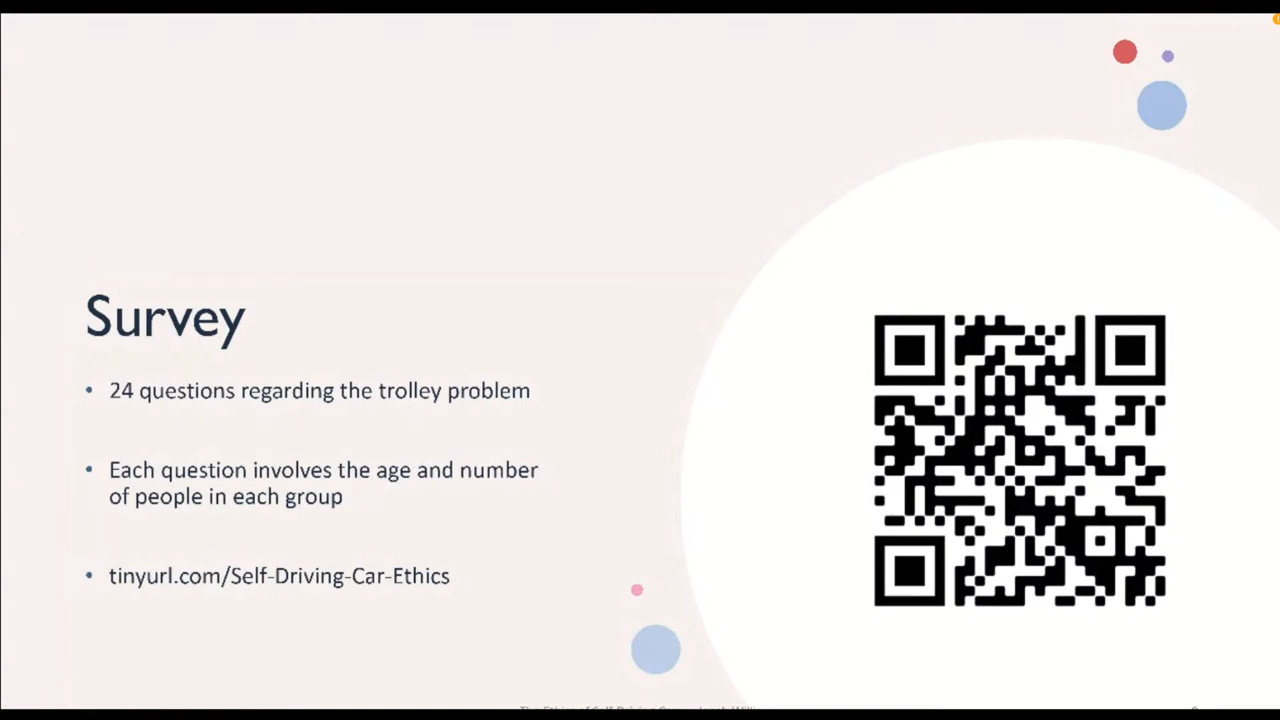 Survey
• 24 questions regarding the trolley problem
• Each question involves the age and number
of people in each group
• tinyurl.com/Self-Driving-Car-Ethics